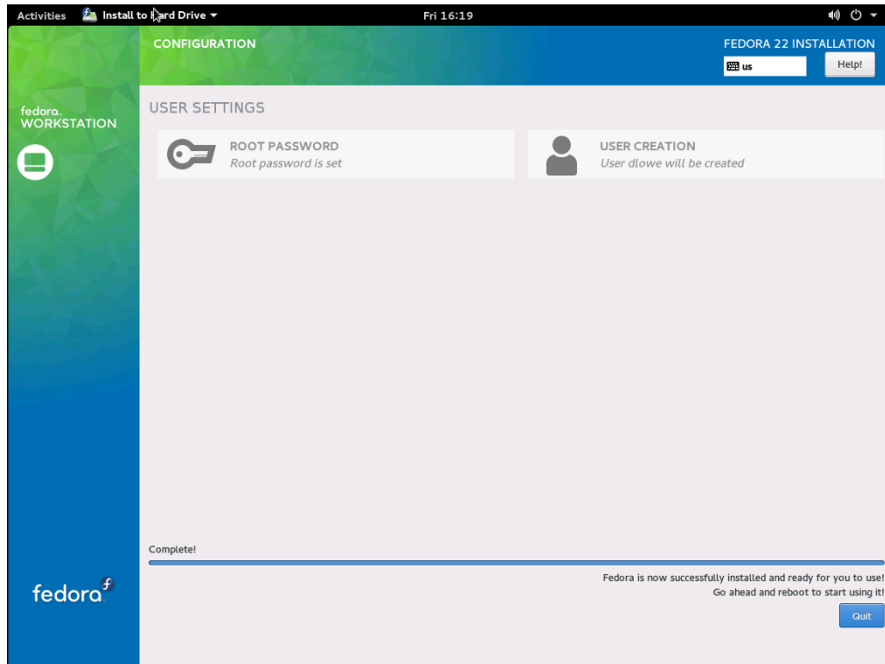 Activities Install to Hard Drive Fri 16:19
CONFIGURATION
FEDORA 22 INSTALLATION
us Help!
fedora.
WORKSTATION
USER SETTINGS
ROOT PASSWORD
Root password is set
USER CREATION
User dlowe will be created
Complete!
Fedora is now successfully installed and ready for you to use!
Go ahead and reboot to start using it!
Quit
fedora